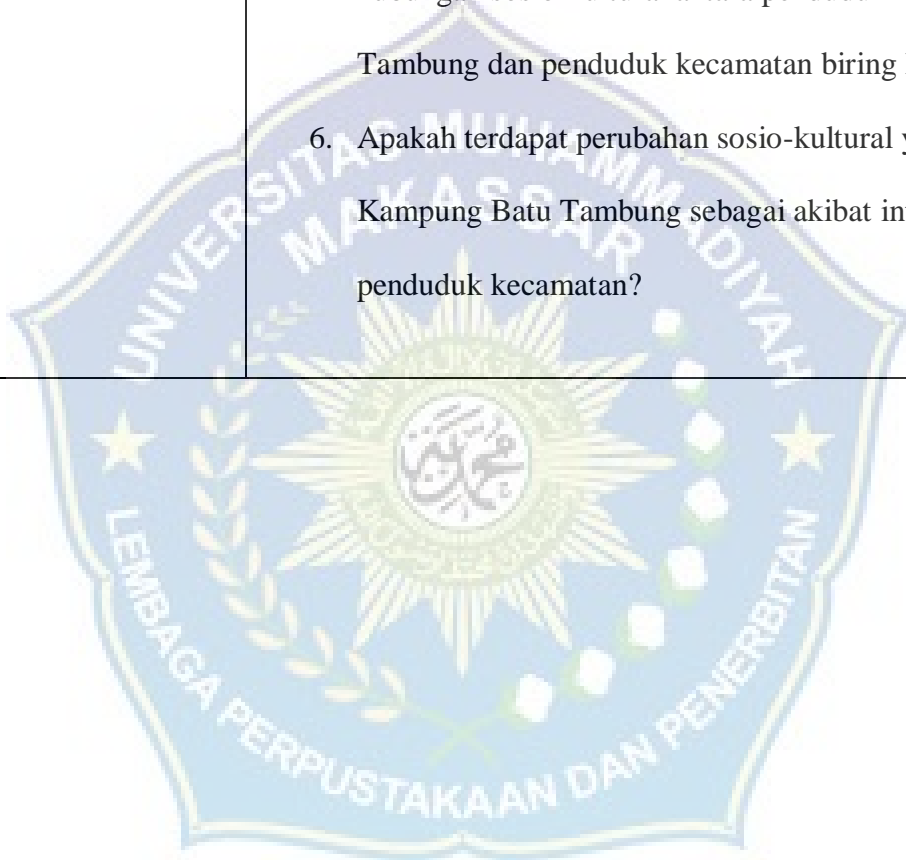 Tambung dan penduduk kecamatan biring
6. Apakah terdapat perubahan sosio-kultural
Kampung Batu Tambung sebagai akibat
penduduk kecamatan?
UNIVERSITAS MUHAMMADIYAH
MAKASSAR
LEMBAGA PERPUSTAKAAN DAN PENERBITAN